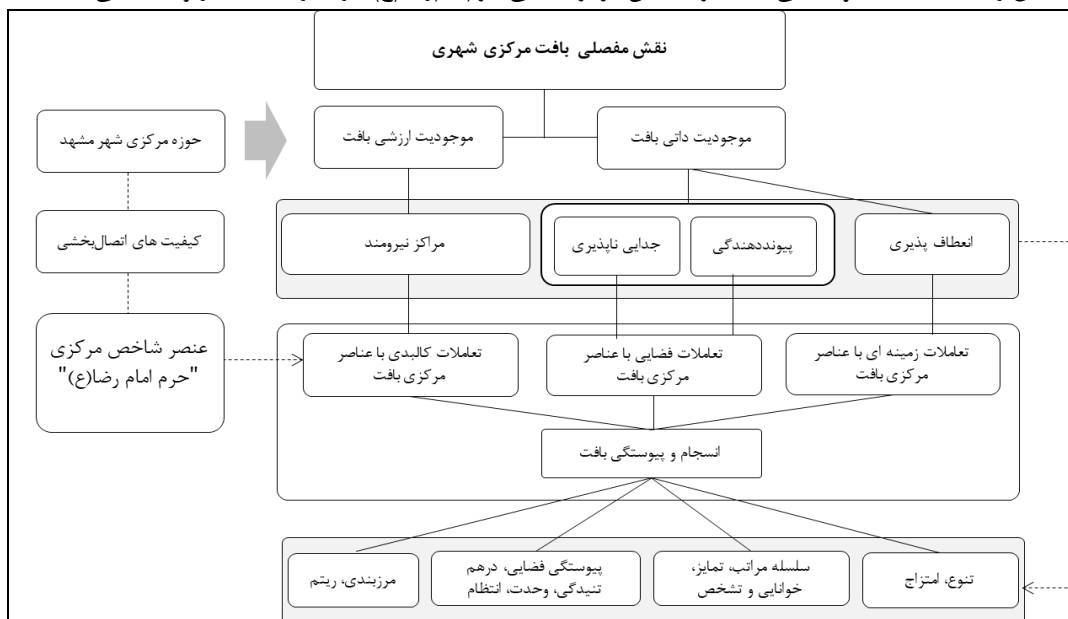 نقش مفصلی بافت مرکزی شهری
موجودیت داتی بافت
موجودیت ارزشی بافت
حوزه مرکزی شهر مشهد
انعطاف پذیری
پیونددهندگی
جدایی ناپذیری
مراکز نیرومند
کیفیت های اتصال‌بخشی
تعاملات زمینه ای با عناصر
مرکزی بافت
تعاملات فضایی با عناصر
مرکزی بافت
تعاملات کالبدی با عناصر
مرکزی بافت
عنصر شاخص مرکزی
"حرم امام رضا(ع)"
انسجام و پیوستگی بافت
تنوع، امتزاج
سلسله مراتب، تمایز،
خوانایی و تشخص
پیوستگی فضایی، درهم
تنیدگی، وحدت، انتظام
مرزبندی، ریتم